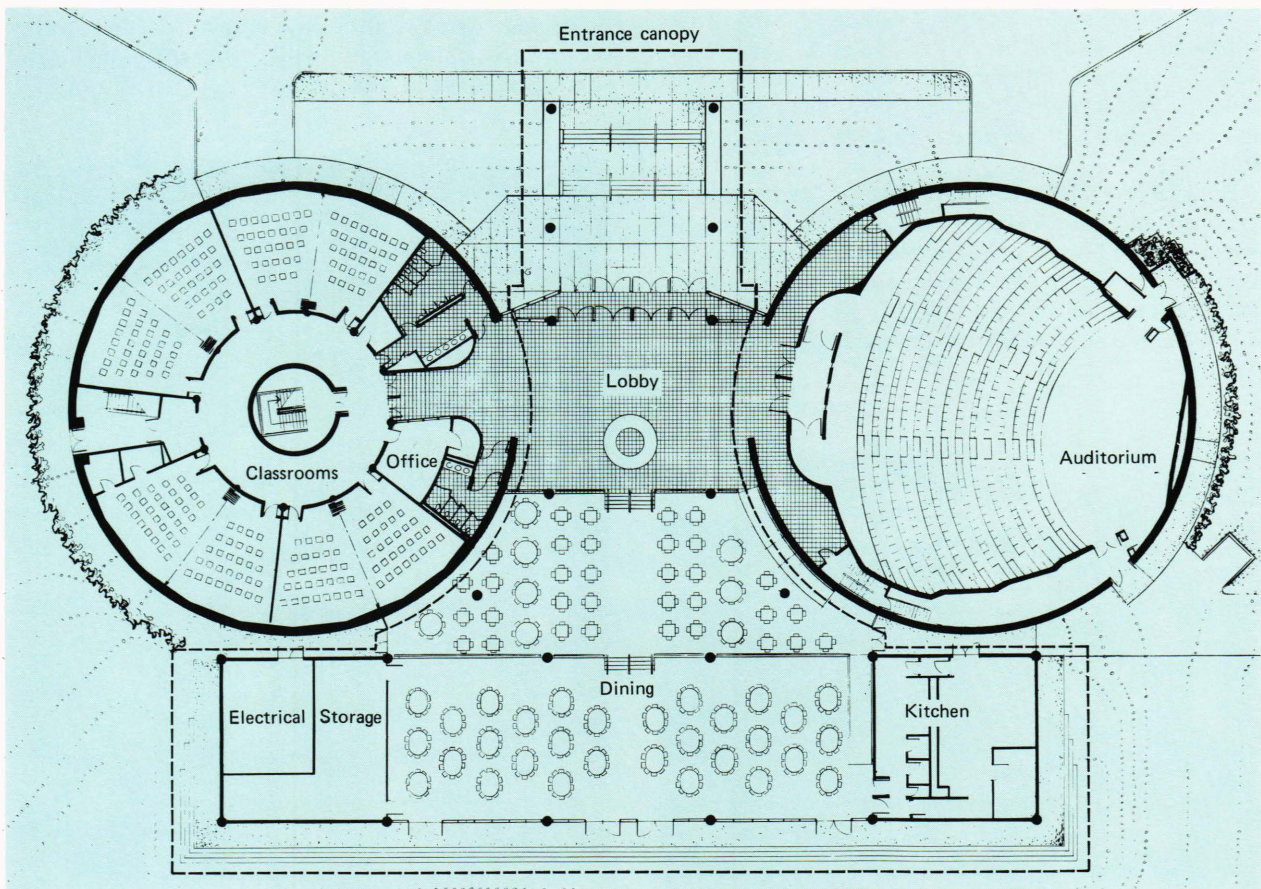 Entrance canopy
Lobby
Classrooms
Office
Auditorium
Dining
Electrical
Storage
Kitchen